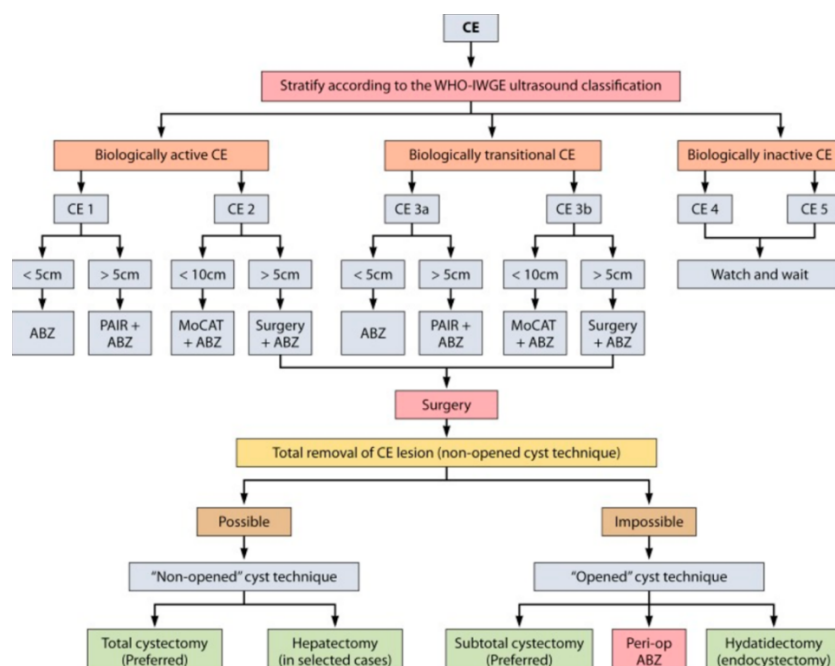 CE
Stratify according to the WHO-IWGE ultrasound classification
Biologically active CE
Biologically transitional CE
Biologically inactive CE
CE 1
CE 2
CE 3a
CE 3b
CE 4
CE 5
< 5cm
> 5cm
< 10cm
> 5cm
< 5cm
> 5cm
< 10cm
> 5cm
Watch and wait
ABZ
PAIR +
ABZ
MoCAT
+ ABZ
Surgery
+ ABZ
ABZ
PAIR +
ABZ
MoCAT
+ ABZ
Surgery
+ ABZ
Surgery
Total removal of CE lesion (non-opened cyst technique)
Possible
Impossible
“Non-opened” cyst technique
“Opened” cyst technique
Total cystectomy
(Preferred)
Hepatectomy
(in selected cases)
Subtotal cystectomy
(Preferred)
Peri-op
ABZ
Hydatidectomy
(endocystectomy)